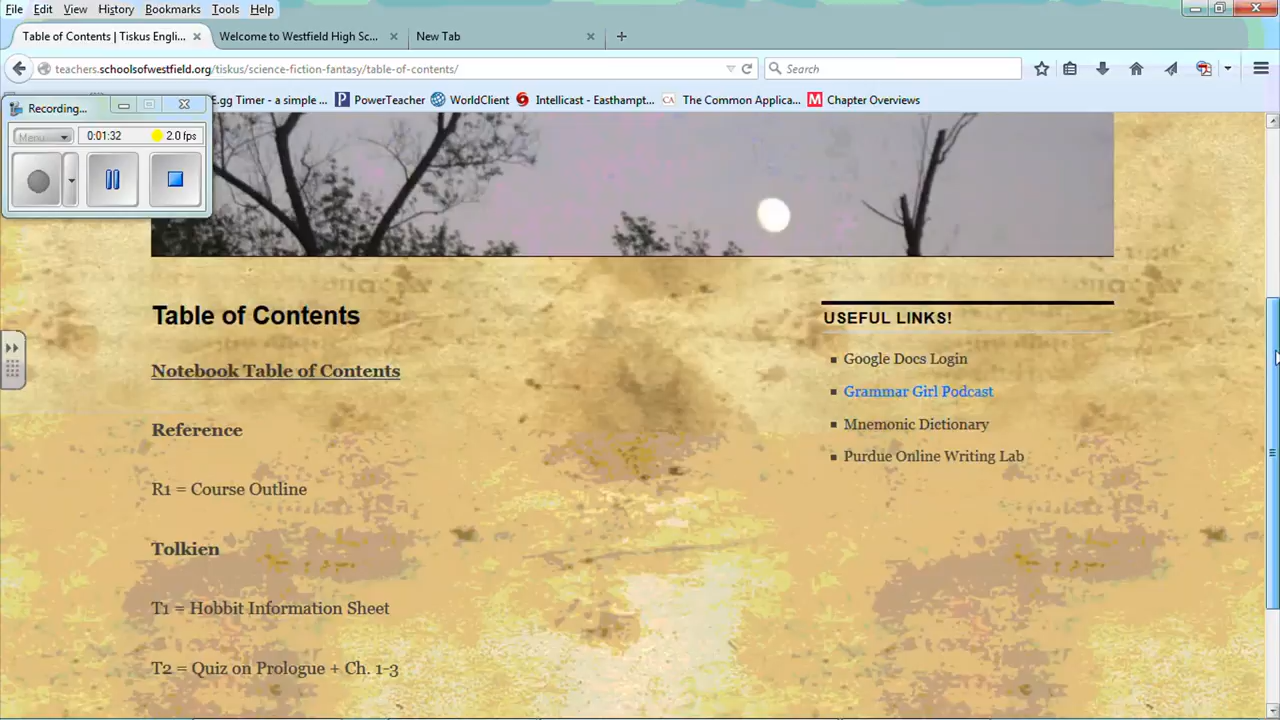 File Edit View History Bookmarks Tools Help
Table of Contents | Tiskus Engli... Welcome to Westfield High Sc... New Tab
teachers.schoolsofwestfield.org/tiskus/science-fiction-fantasy/table-of-contents/ Search
Egg Timer - a simple ... PowerTeacher WorldClient Intellicast - Easthampt... The Common Applica... Chapter Overviews
Recording...
Menu 0:01:32 2.0 fps
Table of Contents
Notebook Table of Contents
Reference
R1 = Course Outline
Tolkien
T1 = Hobbit Information Sheet
T2 = Quiz on Prologue + Ch. 1-3
USEFUL LINKS!
Google Docs Login
Grammar Girl Podcast
Mnemonic Dictionary
Purdue Online Writing Lab